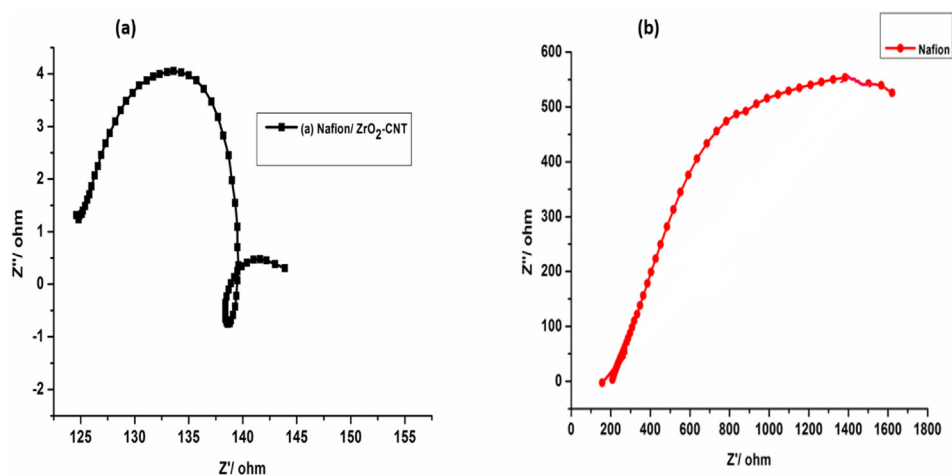 (a)
4
3
2
1
0
-1
-2
125 130 135 140 145 150 155
Z''/ ohm
Z'/ ohm
(a) Nafion/ ZrO₂-CNT
(b)
600
500
400
300
200
100
0
0 200 400 600 800 1000 1200 1400 1600 1800
Z''/ ohm
Z'/ ohm
Nafion